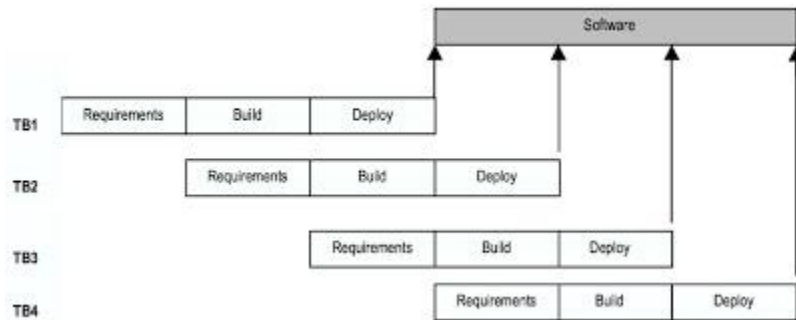 Software
TB1 Requirements Build Deploy
TB2 Requirements Build Deploy
TB3 Requirements Build Deploy
TB4 Requirements Build Deploy